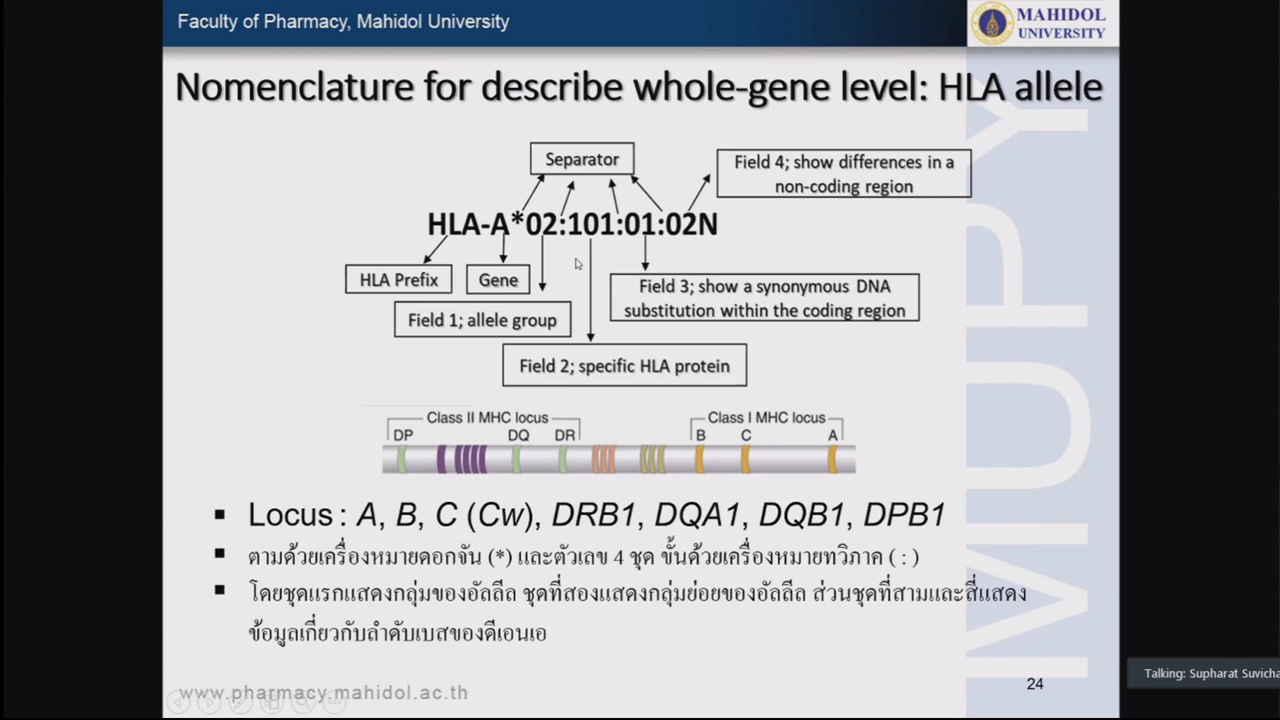 Faculty of Pharmacy, Mahidol University
MAHIDOL
UNIVERSITY
Nomenclature for describe whole-gene level: HLA allele
Separator
Field 4; show differences in a
non-coding region
HLA-A*02:101:01:02N
HLA Prefix
Gene
Field 3; show a synonymous DNA
substitution within the coding region
Field 1; allele group
Field 2; specific HLA protein
Class II MHC locus
Class I MHC locus
DP DQ DR B C A
▪ Locus : A, B, C (Cw), DRB1, DQA1, DQB1, DPB1
▪ ตามด้วยเครื่องหมายดอกจัน (*) และตัวเลข 4 ชุด ขั้นด้วยเครื่องหมายทวิภาค ( : )
▪ โดยชุดแรกแสดงกลุ่มของอัลลีล ชุดที่สองแสดงกลุ่มย่อยของอัลลีล ส่วนชุดที่สามและสี่แสดง
ข้อมูลเกี่ยวกับลำดับเบสของดีเอนเอ
MUPY
www.pharmacy.mahidol.ac.th
24
Talking: Supharat Suvicha